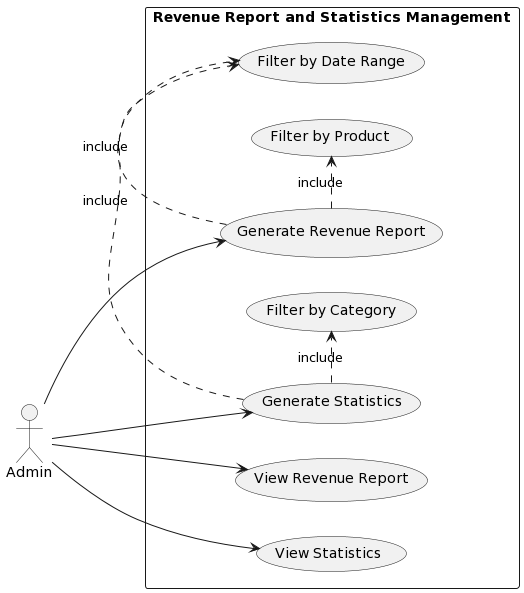 Revenue Report and Statistics Management
Filter by Date Range
Filter by Product
include
include
include
Generate Revenue Report
Filter by Category
include
Generate Statistics
Admin
View Revenue Report
View Statistics